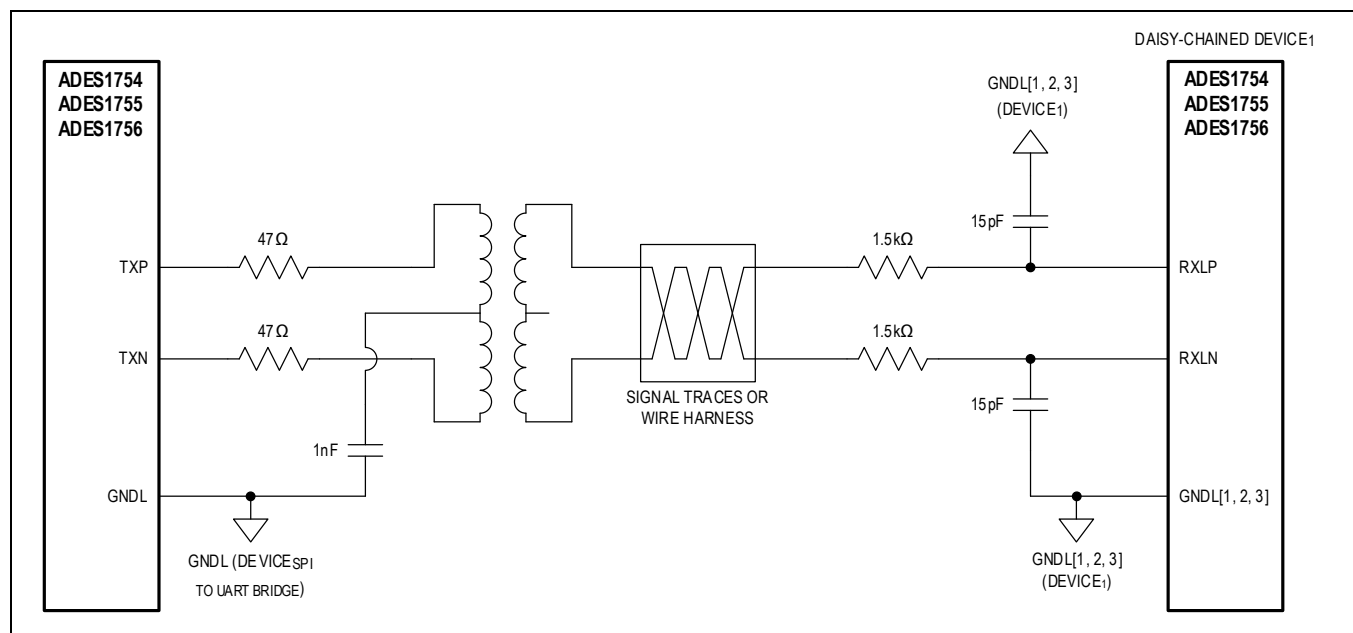 DAISY-CHAINED DEVICE1
ADES1754
ADES1755
ADES1756
GNDL[1, 2, 3]
(DEVICE1)
ADES1754
ADES1755
ADES1756
15pF
47Ω
1.5kΩ
TXP
RXLP
47Ω
1.5kΩ
TXN
RXLN
SIGNAL TRACES OR
WIRE HARNESS
15pF
1nF
GNDL
GNDL[1, 2, 3]
GNDL (DEVICESPI
TO UART BRIDGE)
GNDL[1, 2, 3]
(DEVICE1)